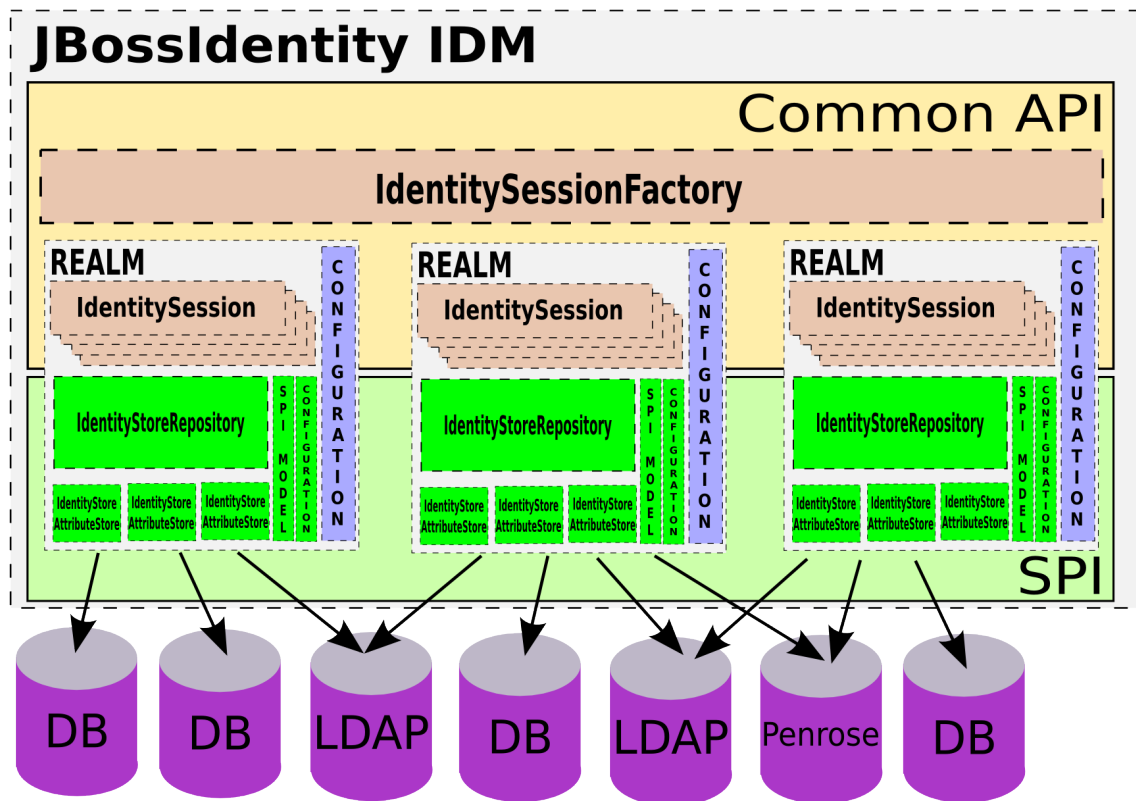 JBossIdentity IDM
Common API
IdentitySessionFactory
REALM
IdentitySession
CONFIGURATION
IdentityStoreRepository
SPI MODEL
CONFIGURATION
IdentityStore
AttributeStore
IdentityStore
AttributeStore
IdentityStore
AttributeStore
REALM
IdentitySession
CONFIGURATION
IdentityStoreRepository
SPI MODEL
CONFIGURATION
IdentityStore
AttributeStore
IdentityStore
AttributeStore
IdentityStore
AttributeStore
REALM
IdentitySession
CONFIGURATION
IdentityStoreRepository
SPI MODEL
CONFIGURATION
IdentityStore
AttributeStore
IdentityStore
AttributeStore
IdentityStore
AttributeStore
SPI
DB
DB
LDAP
DB
LDAP
Penrose
DB